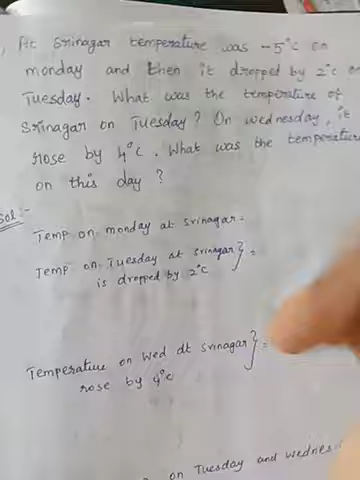 At Srinagar temperature was -5°C on
monday and then it dropped by 2°C on
Tuesday. What was the temperature of
Srinagar on Tuesday? On wednesday, it
rose by 4°C. What was the temperature
on this day?
Sol:-
Temp on monday at srinagar =
Temp on Tuesday at srinagar } =
is dropped by 2°C
Temperature on Wed at Srinagar } =
rose by 4°C
on Tuesday and wednes